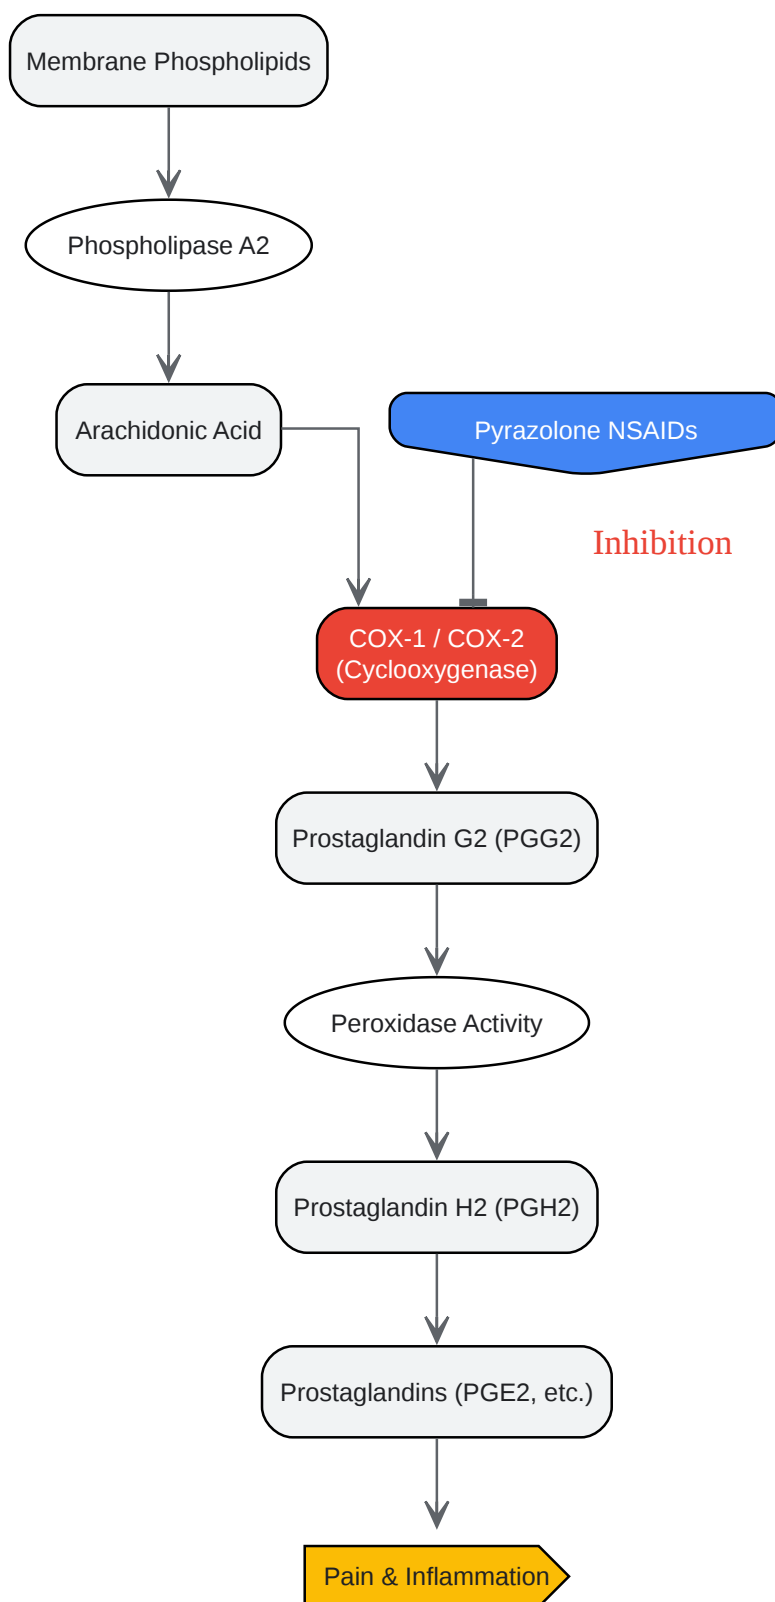 Membrane Phospholipids
Phospholipase A2
Arachidonic Acid
Pyrazolone NSAIDs
Inhibition
COX-1 / COX-2
(Cyclooxygenase)
Prostaglandin G2 (PGG2)
Peroxidase Activity
Prostaglandin H2 (PGH2)
Prostaglandins (PGE2, etc.)
Pain & Inflammation